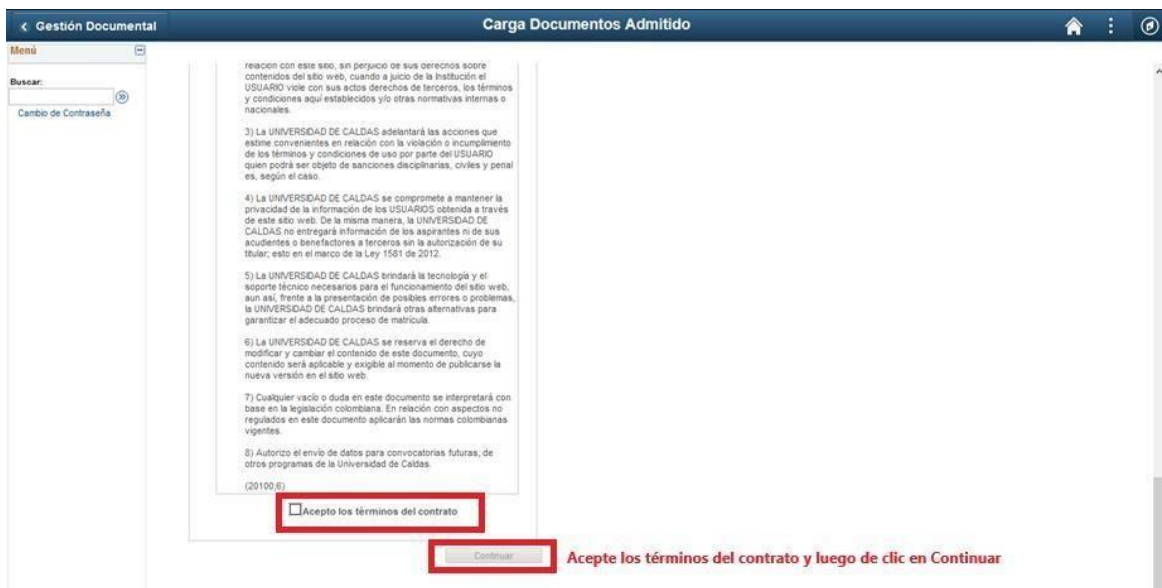 Gestión Documental
Carga Documentos Admitido
Menú
Buscar:
Cambio de Contraseña
relación con este sitio, sin perjuicio de sus derechos sobre
contenidos del sitio web, cuando a juicio de la Institución el
USUARIO viole con sus actos derechos de terceros, los términos
y condiciones aquí establecidos y/o otras normativas internas o
nacionales.
3) La UNIVERSIDAD DE CALDAS adelantará las acciones que
estime convenientes en relación con la violación o incumplimiento
de los términos y condiciones de uso por parte del USUARIO
quien podrá ser objeto de sanciones disciplinarias, civiles y penal
es, según el caso.
4) La UNIVERSIDAD DE CALDAS se compromete a mantener la
privacidad de la información de los USUARIOS obtenida a través
de este sitio web. De la misma manera, la UNIVERSIDAD DE
CALDAS no entregará información de los aspirantes ni de sus
acudientes o benefactores a terceros sin la autorización de su
titular; esto en el marco de la Ley 1581 de 2012.
5) La UNIVERSIDAD DE CALDAS brindará la tecnología y el
soporte técnico necesarios para el funcionamiento del sitio web,
aun así, frente a la presentación de posibles errores o problemas,
la UNIVERSIDAD DE CALDAS brindará otras alternativas para
garantizar el adecuado proceso de matrícula.
6) La UNIVERSIDAD DE CALDAS se reserva el derecho de
modificar y cambiar el contenido de este documento, cuyo
contenido será aplicable y exigible al momento de publicarse la
nueva versión en el sitio web.
7) Cualquier vacío o duda en este documento se interpretará con
base en la legislación colombiana. En relación con aspectos no
regulados en este documento aplicarán las normas colombianas
vigentes.
8) Autorizo el envío de datos para convocatorias futuras, de
otros programas de la Universidad de Caldas.
(20100,6)
Acepto los términos del contrato
Continuar
Acepte los términos del contrato y luego de clic en Continuar